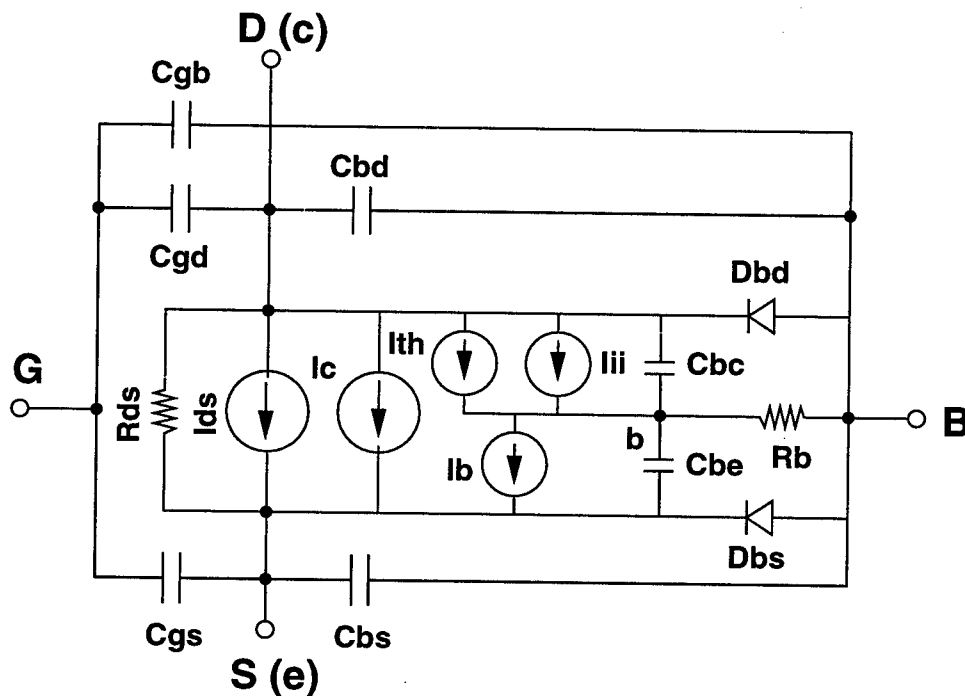 D (c)
Cgb
Cbd
Cgd
Dbd
G
Rds
Ids
Ic
Ith
Iii
Cbc
B
b
Ib
Cbe
Rb
Dbs
Cgs
Cbs
S (e)